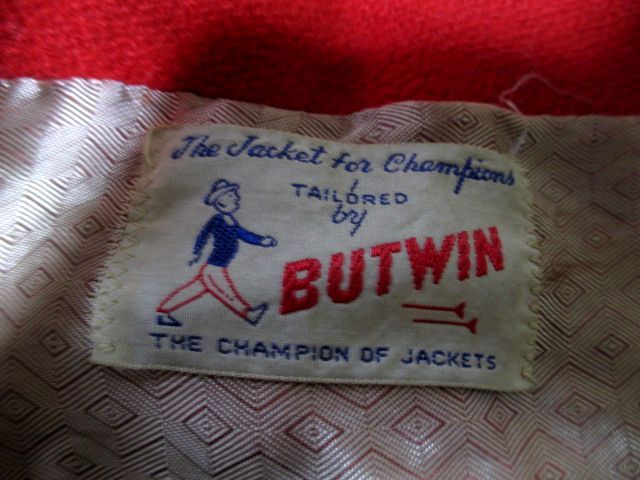 The Jacket for Champions
TAILORED
by
BUTWIN
THE CHAMPION OF JACKETS